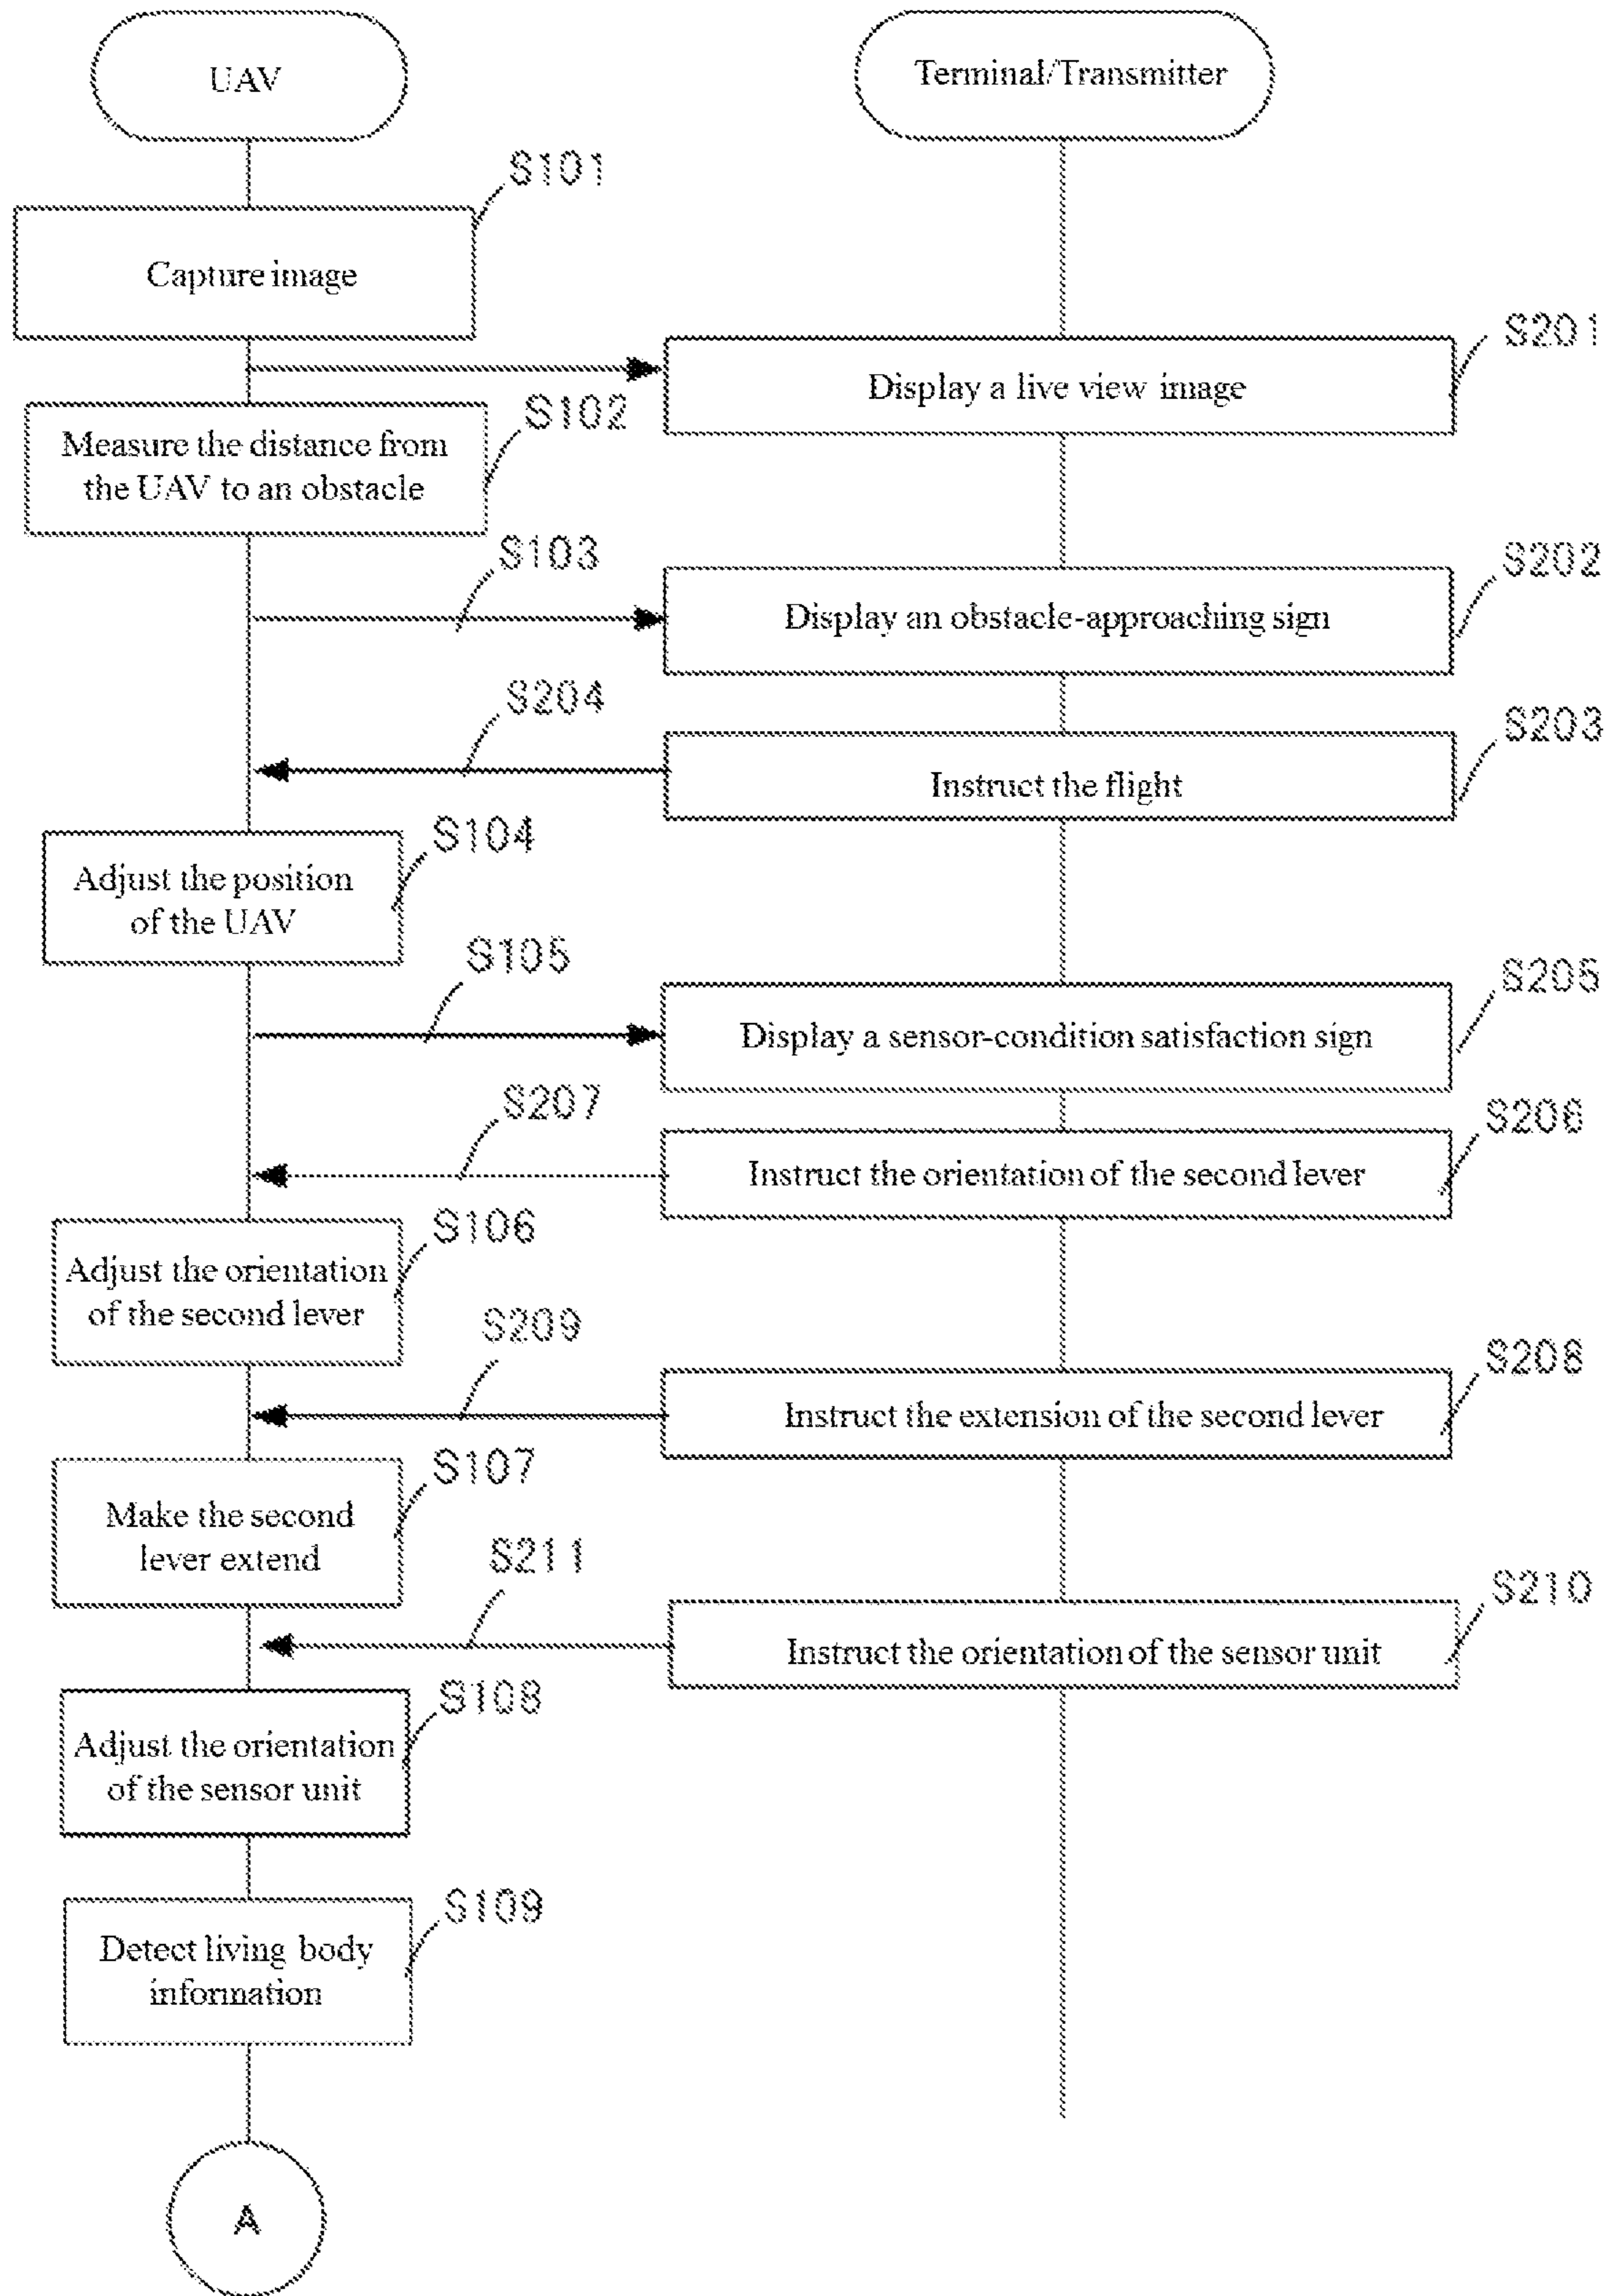 UAV
Terminal/Transmitter
S101
Capture image
S201
Display a live view image
S102
Measure the distance from
the UAV to an obstacle
S103
S202
Display an obstacle-approaching sign
S204
S203
Instruct the flight
S104
Adjust the position
of the UAV
S105
S205
Display a sensor-condition satisfaction sign
S207
S206
Instruct the orientation of the second lever
S106
Adjust the orientation
of the second lever
S209
S208
Instruct the extension of the second lever
S107
Make the second
lever extend
S211
S210
Instruct the orientation of the sensor unit
S108
Adjust the orientation
of the sensor unit
S109
Detect living body
information
A